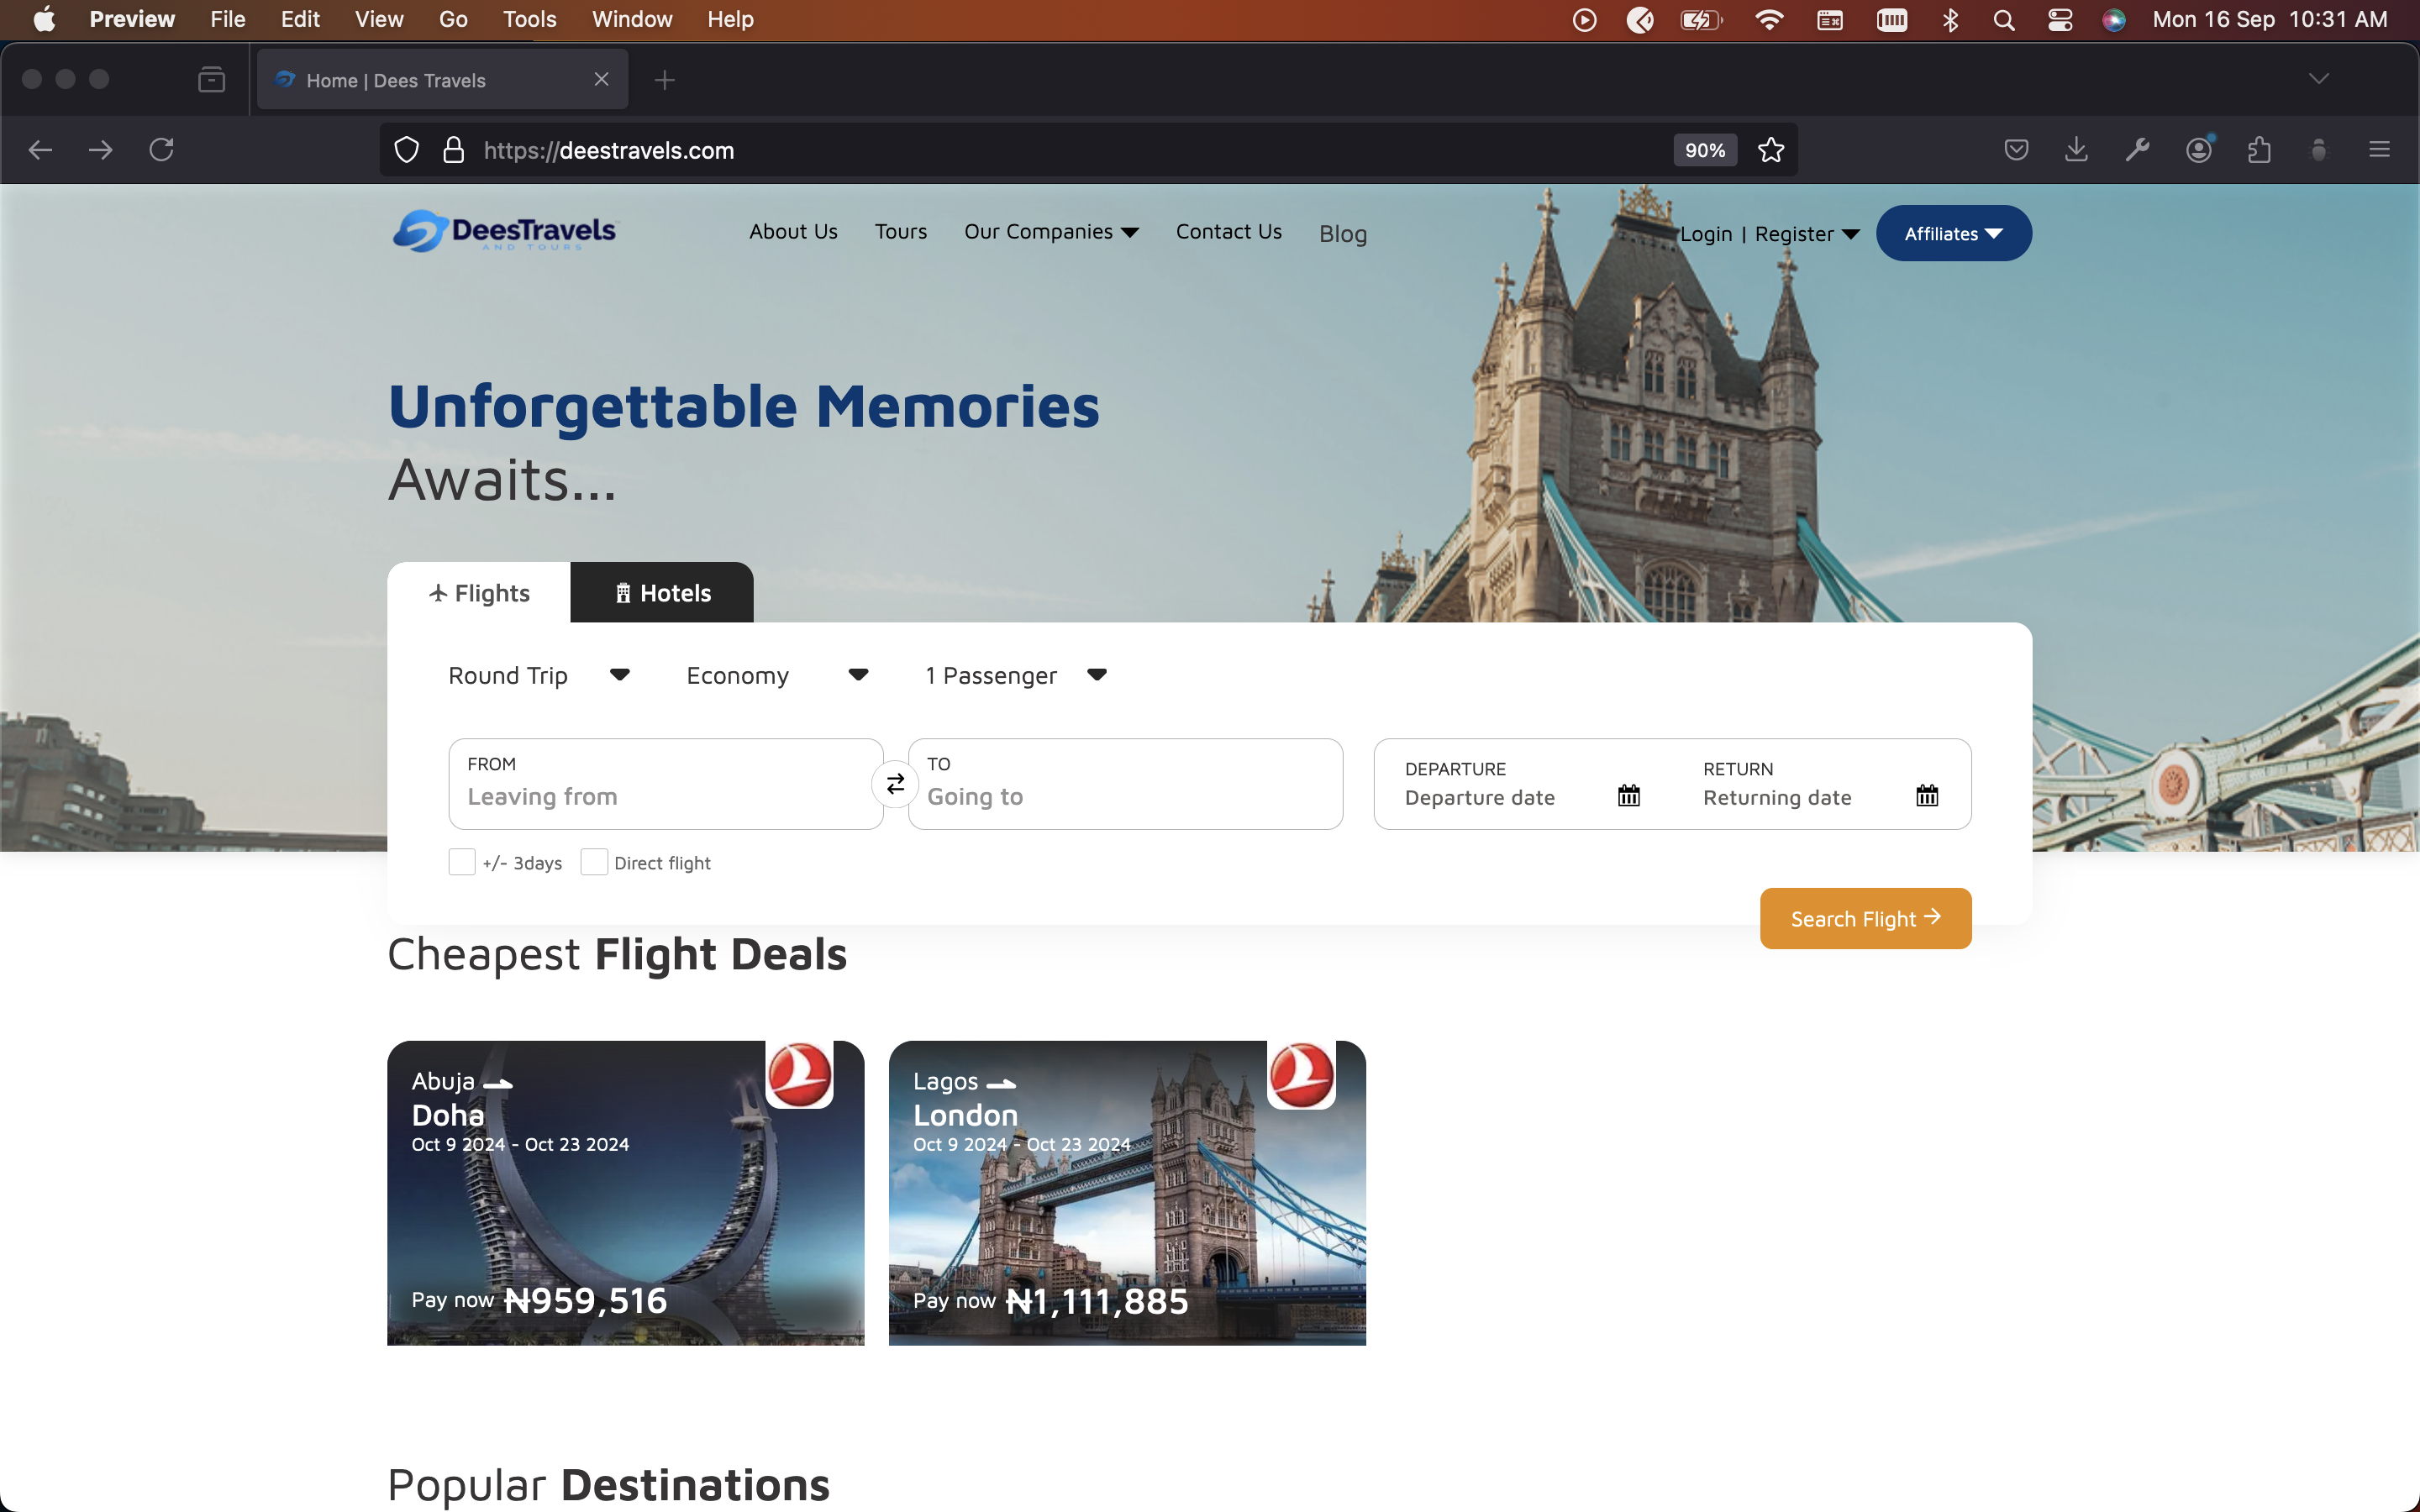 Preview File Edit View Go Tools Window Help Mon 16 Sep 10:31 AM
Home | Dees Travels
https://deestravels.com 90%
DeesTravels™
AND TOURS
About Us Tours Our Companies Contact Us Blog Login | Register Affiliates
Unforgettable Memories
Awaits...
Flights Hotels
Round Trip Economy 1 Passenger
FROM TO DEPARTURE RETURN
Leaving from Going to Departure date Returning date
+/- 3days Direct flight
Search Flight
Cheapest Flight Deals
Abuja
Doha
Oct 9 2024 - Oct 23 2024
Pay now ₦959,516
Lagos
London
Oct 9 2024 - Oct 23 2024
Pay now ₦1,111,885
Popular Destinations